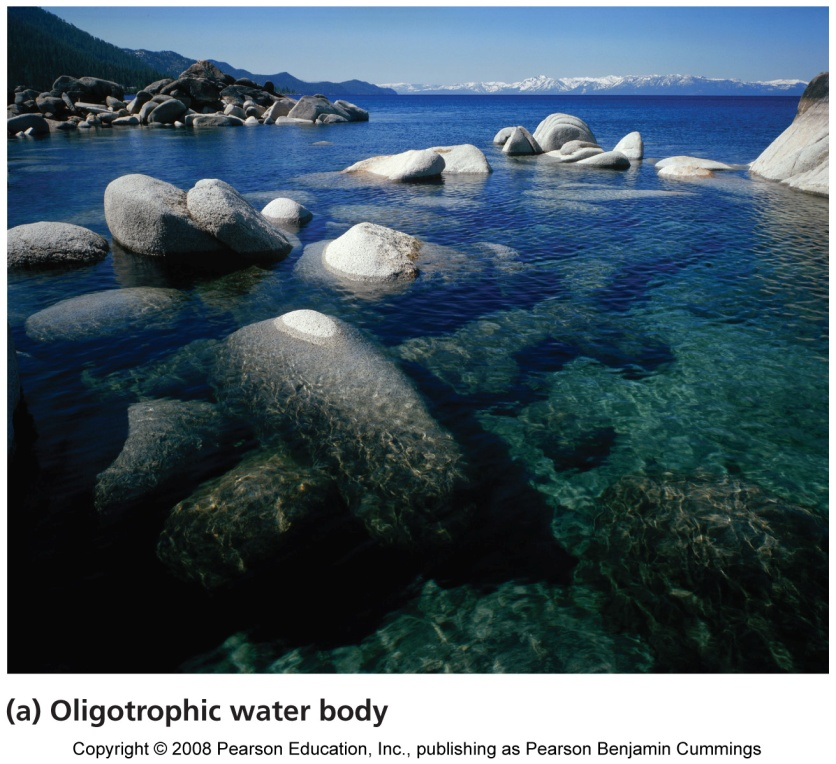 (a) Oligotrophic water body
Copyright © 2008 Pearson Education, Inc., publishing as Pearson Benjamin Cummings